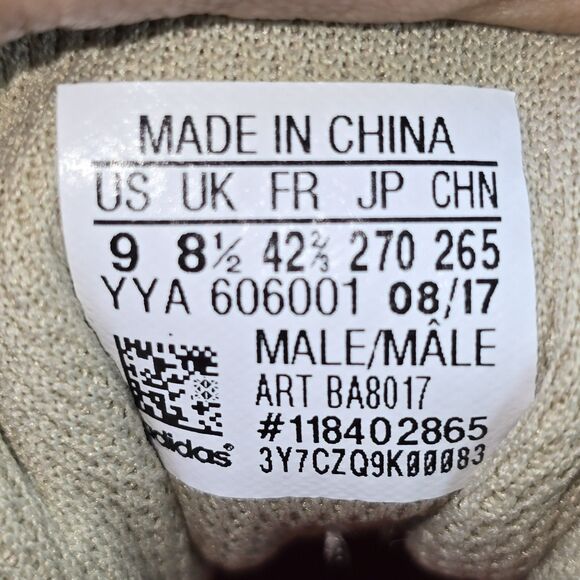 MADE IN CHINA
US UK FR JP CHN
9 8½ 42⅔ 270 265
YYA 606001 08/17
MALE/MÂLE
ART BA8017
#118402865
adidas® 3Y7CZQ9K00083